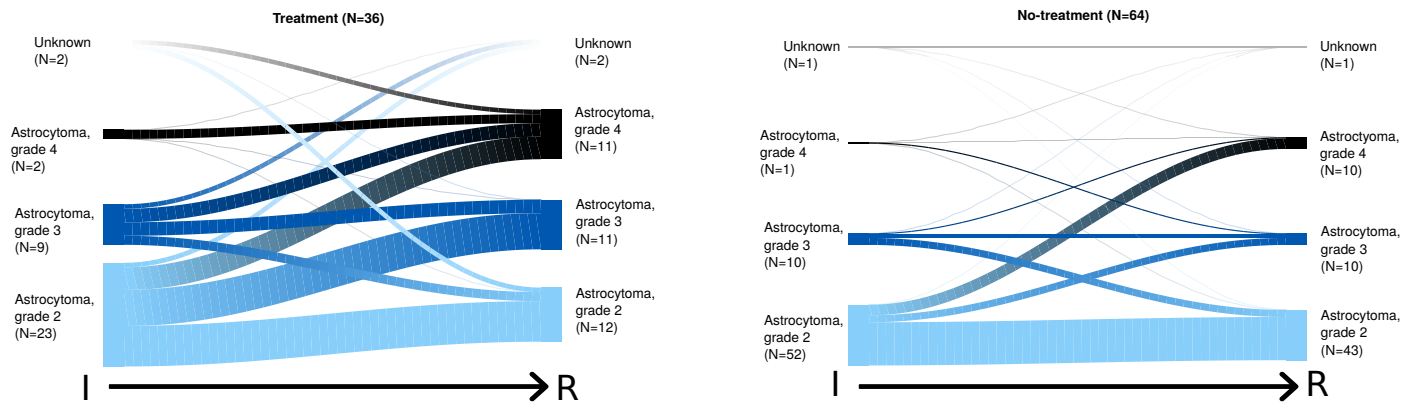 Treatment (N=36)
Unknown
(N=2)
Astrocytoma,
grade 4
(N=2)
Astrocytoma,
grade 3
(N=9)
Astrocytoma,
grade 2
(N=23)
Unknown
(N=2)
Astrocytoma,
grade 4
(N=11)
Astrocytoma,
grade 3
(N=11)
Astrocytoma,
grade 2
(N=12)
I
R
No-treatment (N=64)
Unknown
(N=1)
Astrocytoma,
grade 4
(N=1)
Astrocytoma,
grade 3
(N=10)
Astrocytoma,
grade 2
(N=52)
Unknown
(N=1)
Astroctyoma,
grade 4
(N=10)
Astrocytoma,
grade 3
(N=10)
Astrocytoma,
grade 2
(N=43)
I
R